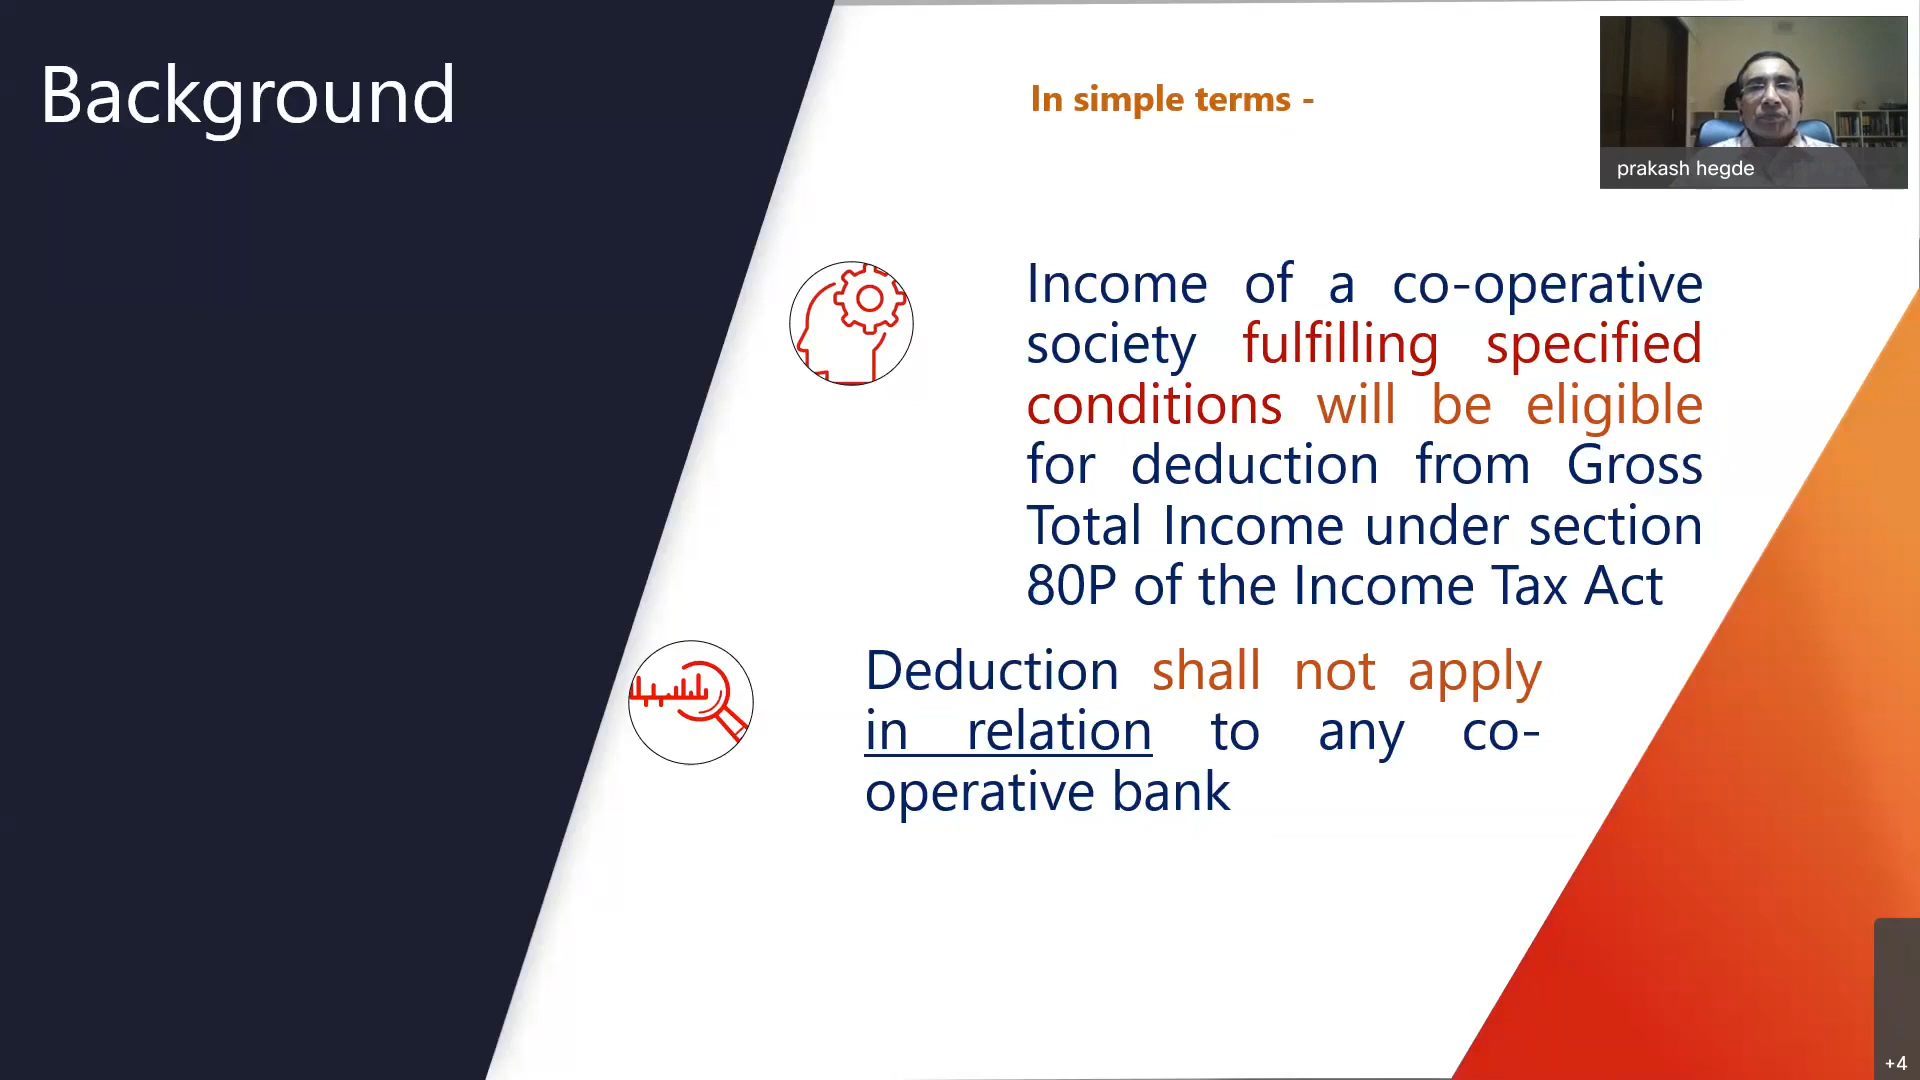 Background
In simple terms -
prakash hegde
Income of a co-operative
society fulfilling specified
conditions will be eligible
for deduction from Gross
Total Income under section
80P of the Income Tax Act
Deduction shall not apply
in relation to any co-
operative bank
+4